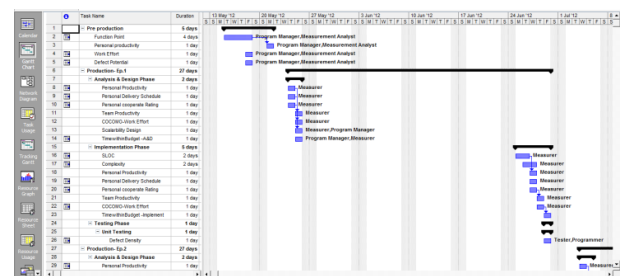 Task Name Duration 13 May '12 20 May '12 27 May '12 3 Jun '12 10 Jun '12 17 Jun '12 24 Jun '12 1 Jul '12 8
S S M T W T F S S M T W T F S S M T W T F S S M T W T F S S M T W T F S S M T W T F S S M T W T F S S M T W T F S
1 Pre production 5 days
2 Function Point 4 days Program Manager,Measurement Analyst
3 Personal productivity 1 day Program Manager,Measurement Analyst
4 Work Effort 1 day Program Manager,Measurement Analyst
5 Defect Potential 1 day Program Manager,Measurement Analyst
6 Production- Ep.1 27 days
7 Analysis & Design Phase 2 days
8 Personal Productivity 1 day Measurer
9 Personal Delivery Schedule 1 day Measurer
10 Personal cooperate Rating 1 day Measurer
11 Team Productivity 1 day Measurer
12 COCOMO-Work Effort 1 day Measurer
13 Scalability Design 1 day Measurer,Program Manager
14 TimewithinBudget -A&D 1 day Program Manager,Measurer
15 Implementation Phase 5 days
16 SLOC 2 days Measurer
17 Complexity 2 days Measurer
18 Personal Productivity 1 day Measurer
19 Personal Delivery Schedule 1 day Measurer
20 Personal cooperate Rating 1 day Measurer
21 Team Productivity 1 day Measurer
22 COCOMO-Work Effort 1 day Measurer
23 TimewithinBudget -Implement 1 day
24 Testing Phase 1 day
25 Unit Testing 1 day
26 Defect Density 1 day Tester,Programmer
27 Production- Ep.2 27 days
28 Analysis & Design Phase 2 days
29 Personal Productivity 1 day Measurer
Calendar
Gantt
Chart
Network
Diagram
Task
Usage
Tracking
Gantt
Resource
Graph
Resource
Sheet
Resource
Usage